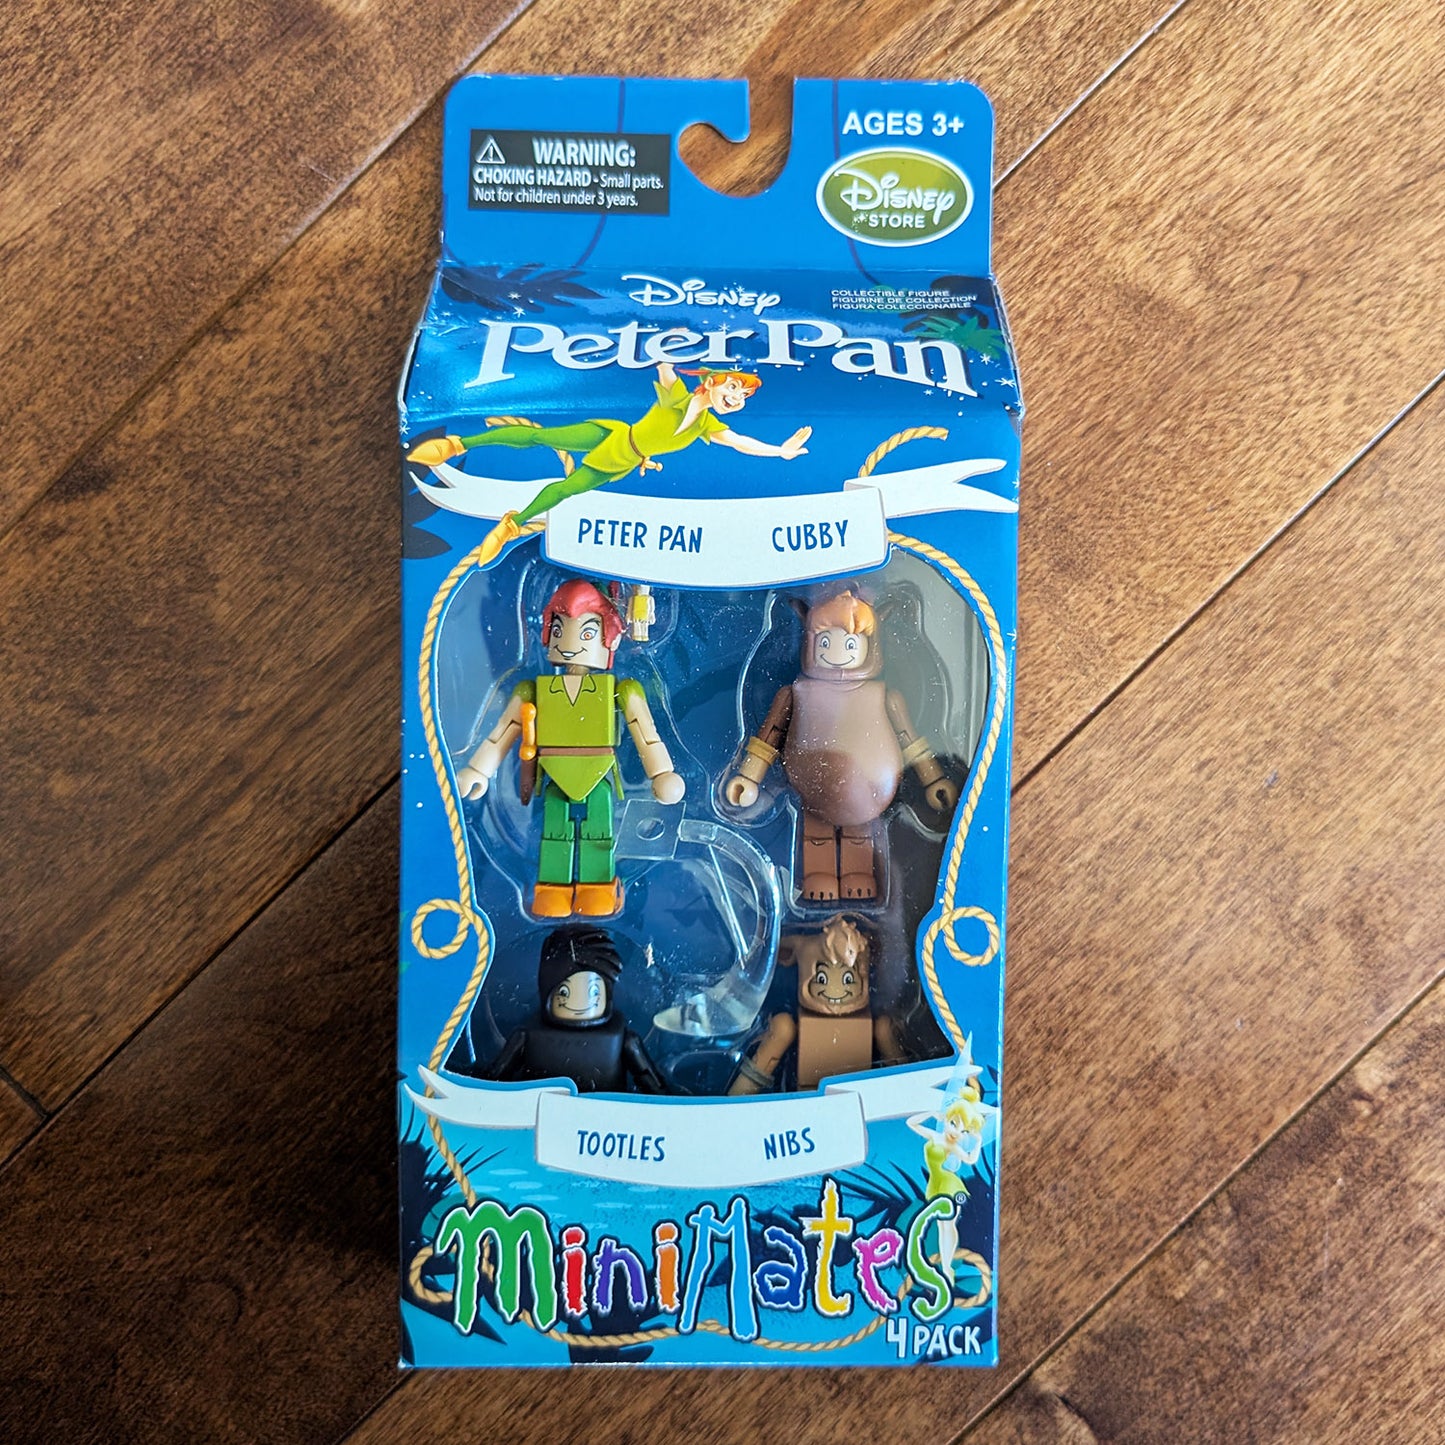 AGES 3+
WARNING:
CHOKING HAZARD - Small parts.
Not for children under 3 years.
Disney
STORE
Disney
COLLECTIBLE FIGURE
FIGURINE DE COLLECTION
FIGURA COLECCIONABLE
Peter Pan
PETER PAN CUBBY
TOOTLES NIBS
MiniMates®
4 PACK